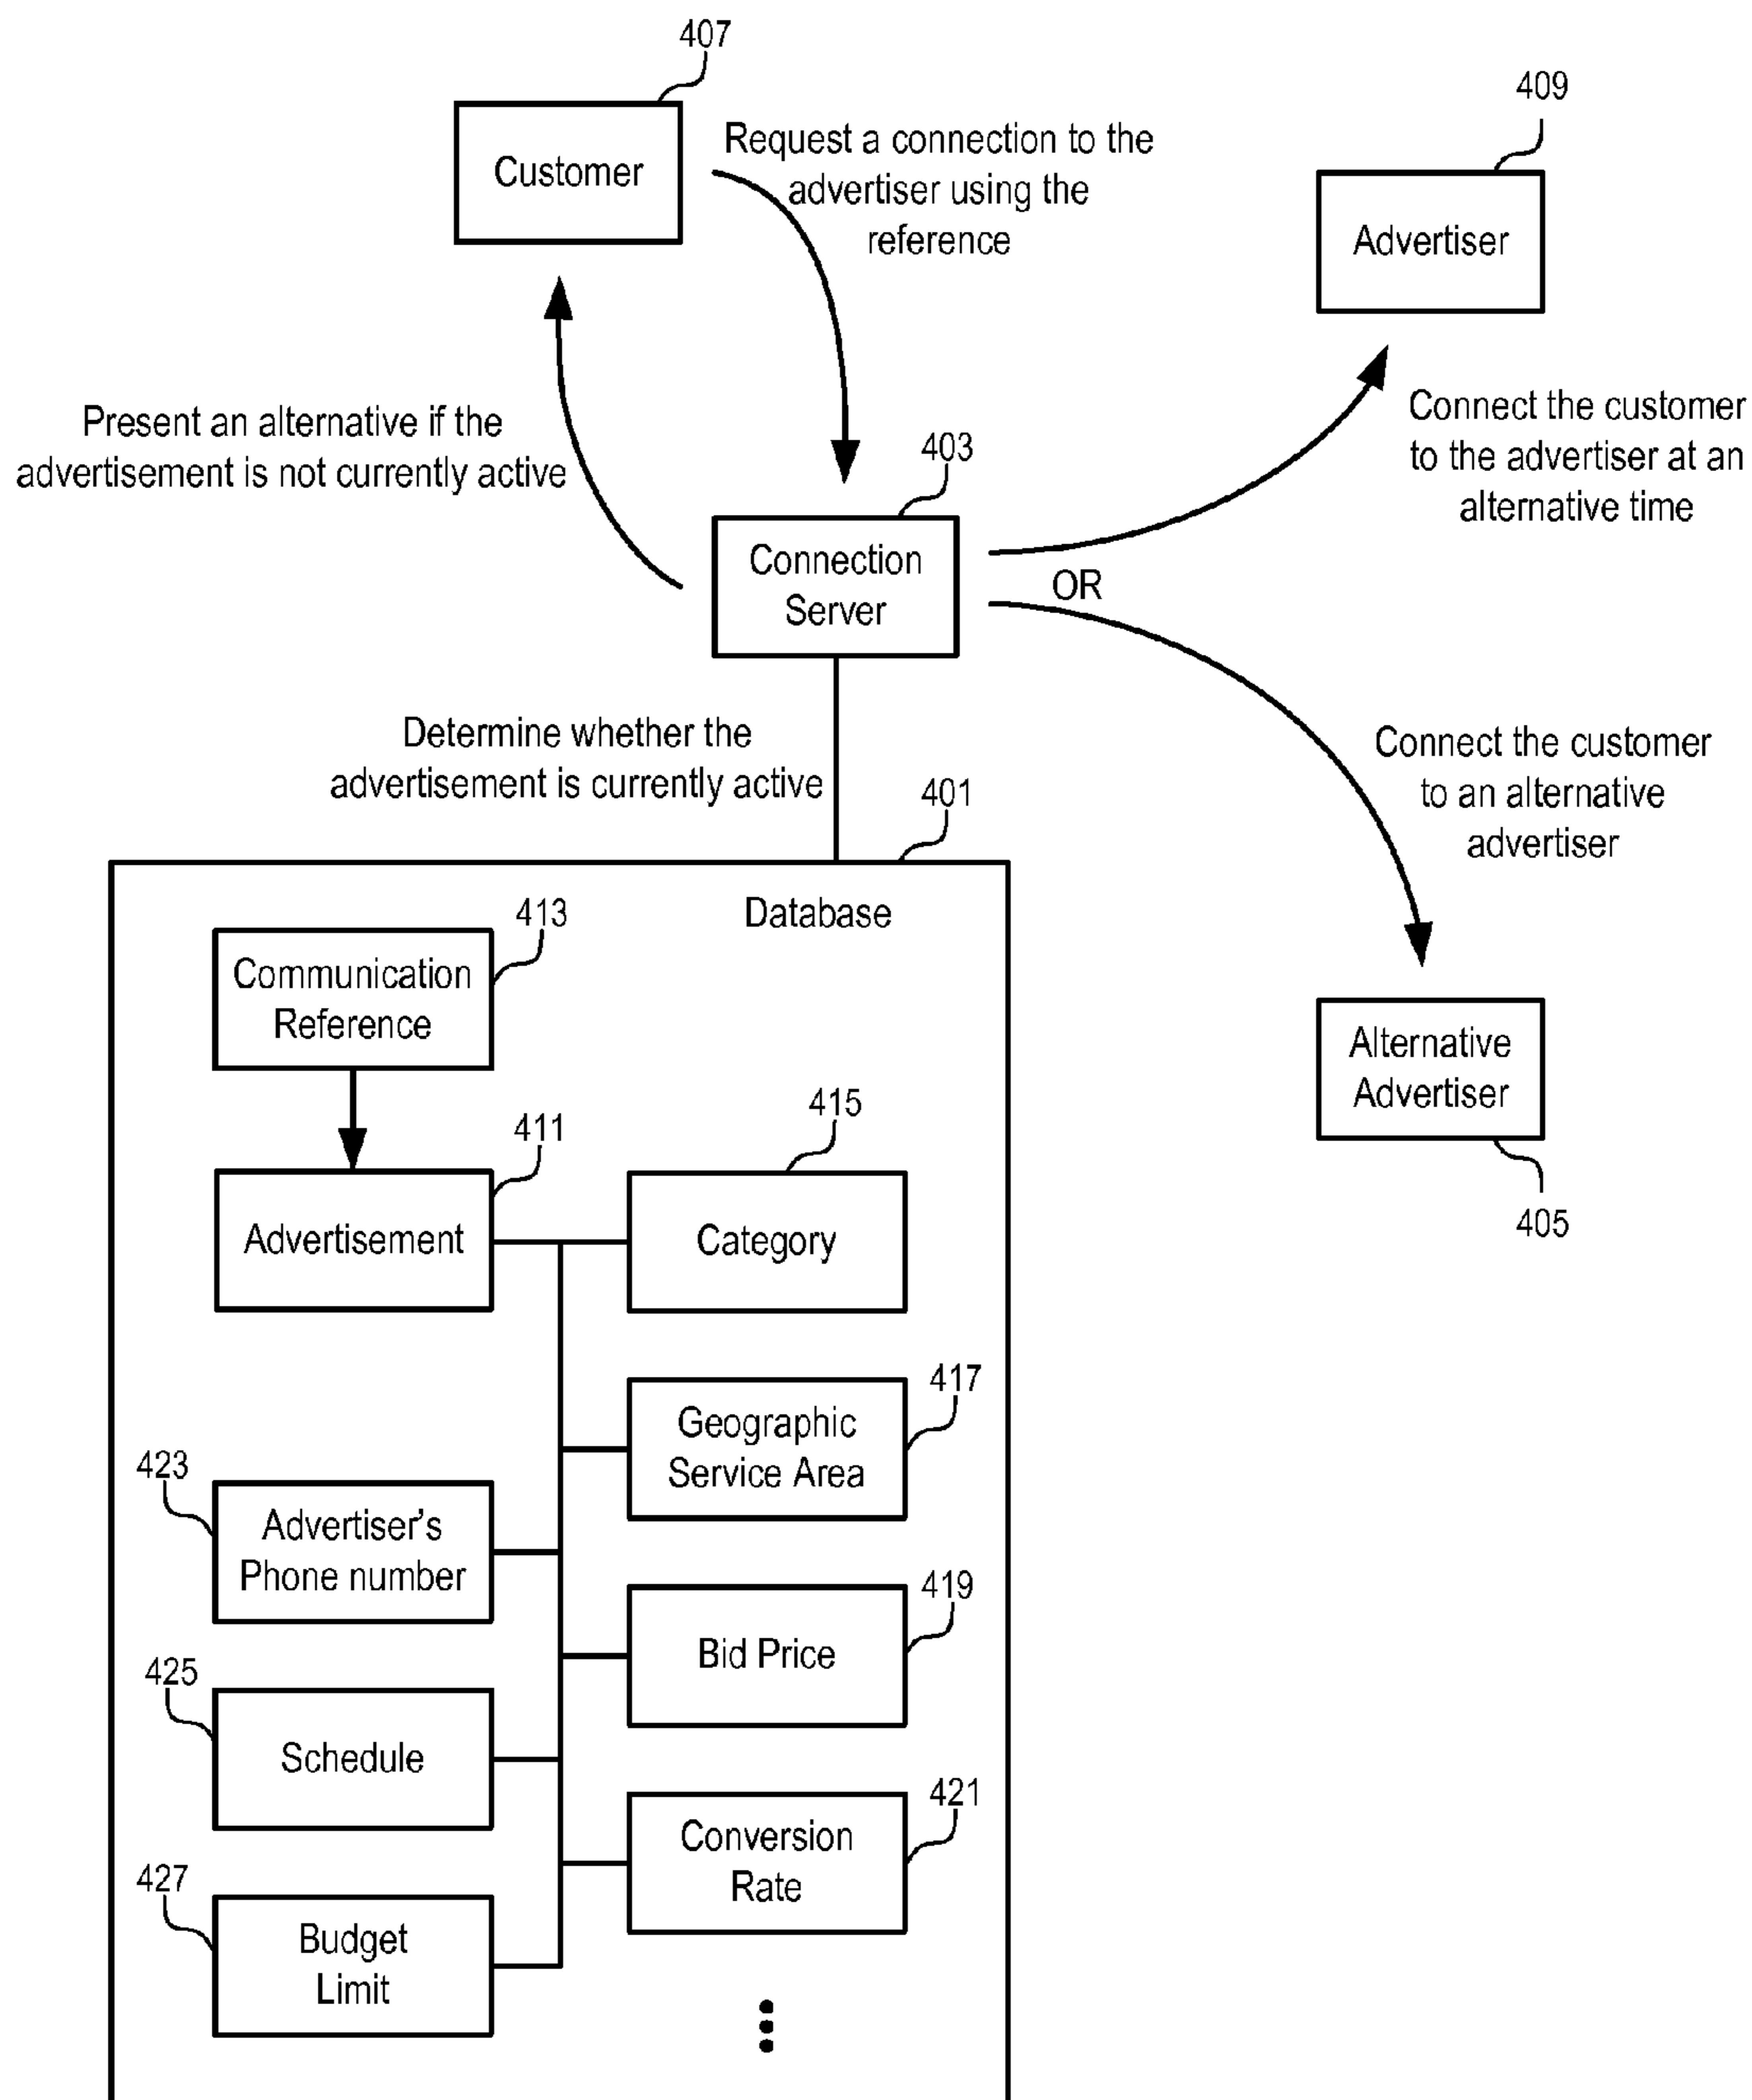 407
Customer
Request a connection to the
advertiser using the
reference
409
Advertiser
Present an alternative if the
advertisement is not currently active
Connect the customer
to the advertiser at an
alternative time
403
Connection
Server
OR
Determine whether the
advertisement is currently active
Connect the customer
to an alternative
advertiser
401
Database
413
Communication
Reference
Alternative
Advertiser
405
411
Advertisement
415
Category
417
Geographic
Service Area
423
Advertiser's
Phone number
419
Bid Price
425
Schedule
421
Conversion
Rate
427
Budget
Limit